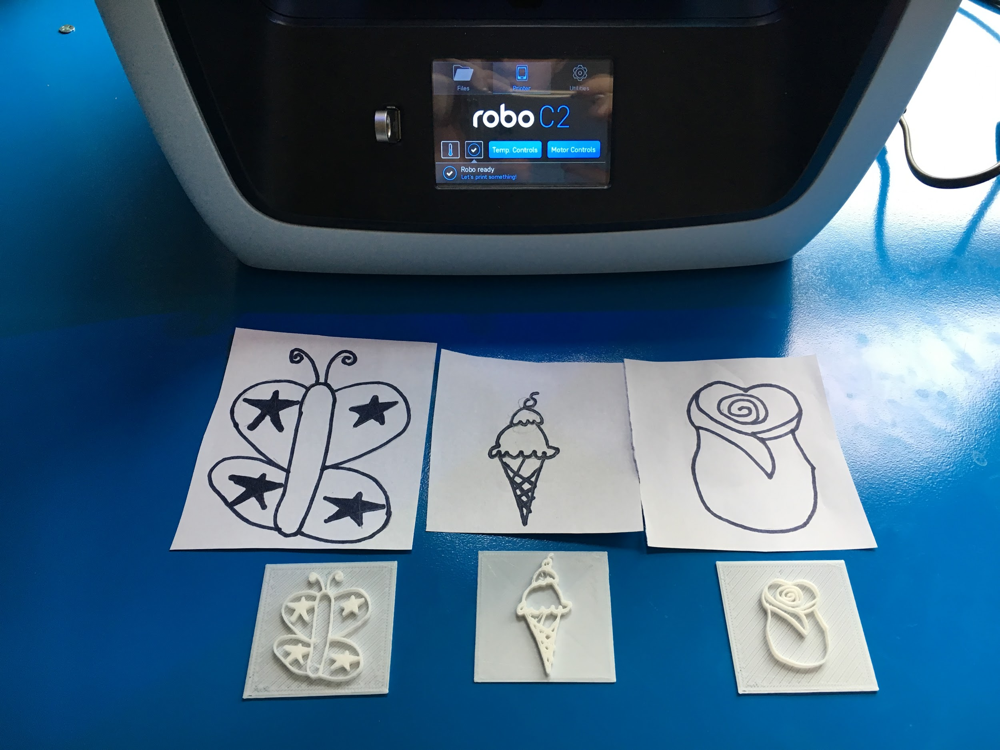 Files
Printer
Utilities
robo C2
Temp. Controls
Motor Controls
Robo ready
Let's print something!